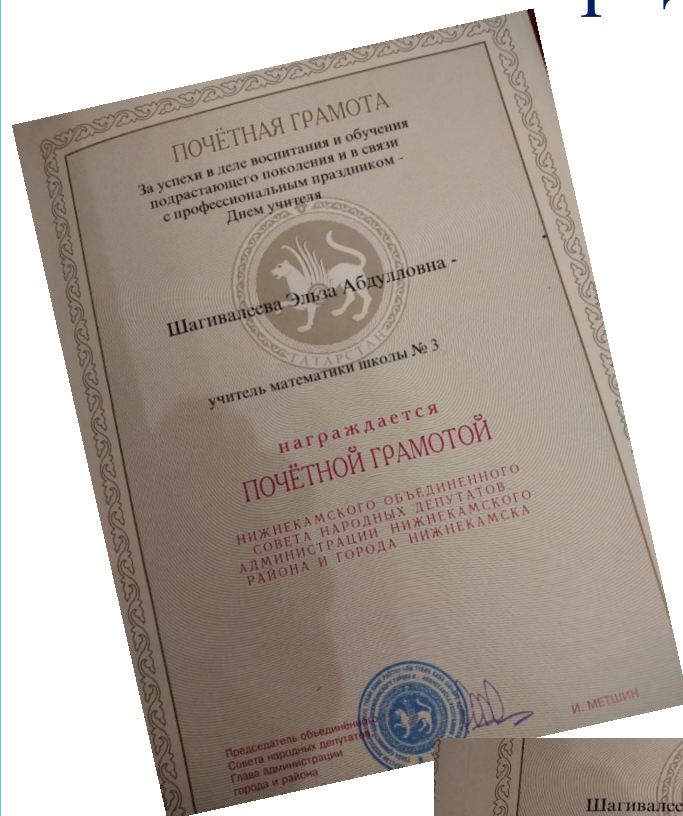 ПОЧЁТНАЯ ГРАМОТА
За успехи в деле воспитания и обучения
подрастающего поколения и в связи
с профессиональным праздником -
Днем учителя
Шагивалеева Эльза Абдулловна -
ТАТАРСТАН
учитель математики школы № 3
награждается
ПОЧЁТНОЙ ГРАМОТОЙ
НИЖНЕКАМСКОГО ОБЪЕДИНЕННОГО
СОВЕТА НАРОДНЫХ ДЕПУТАТОВ,
АДМИНИСТРАЦИИ НИЖНЕКАМСКОГО
РАЙОНА И ГОРОДА НИЖНЕКАМСКА
Председатель объединённого
Совета народных депутатов,
Глава администрации
города и района
И. МЕТШИН
Шагивалее